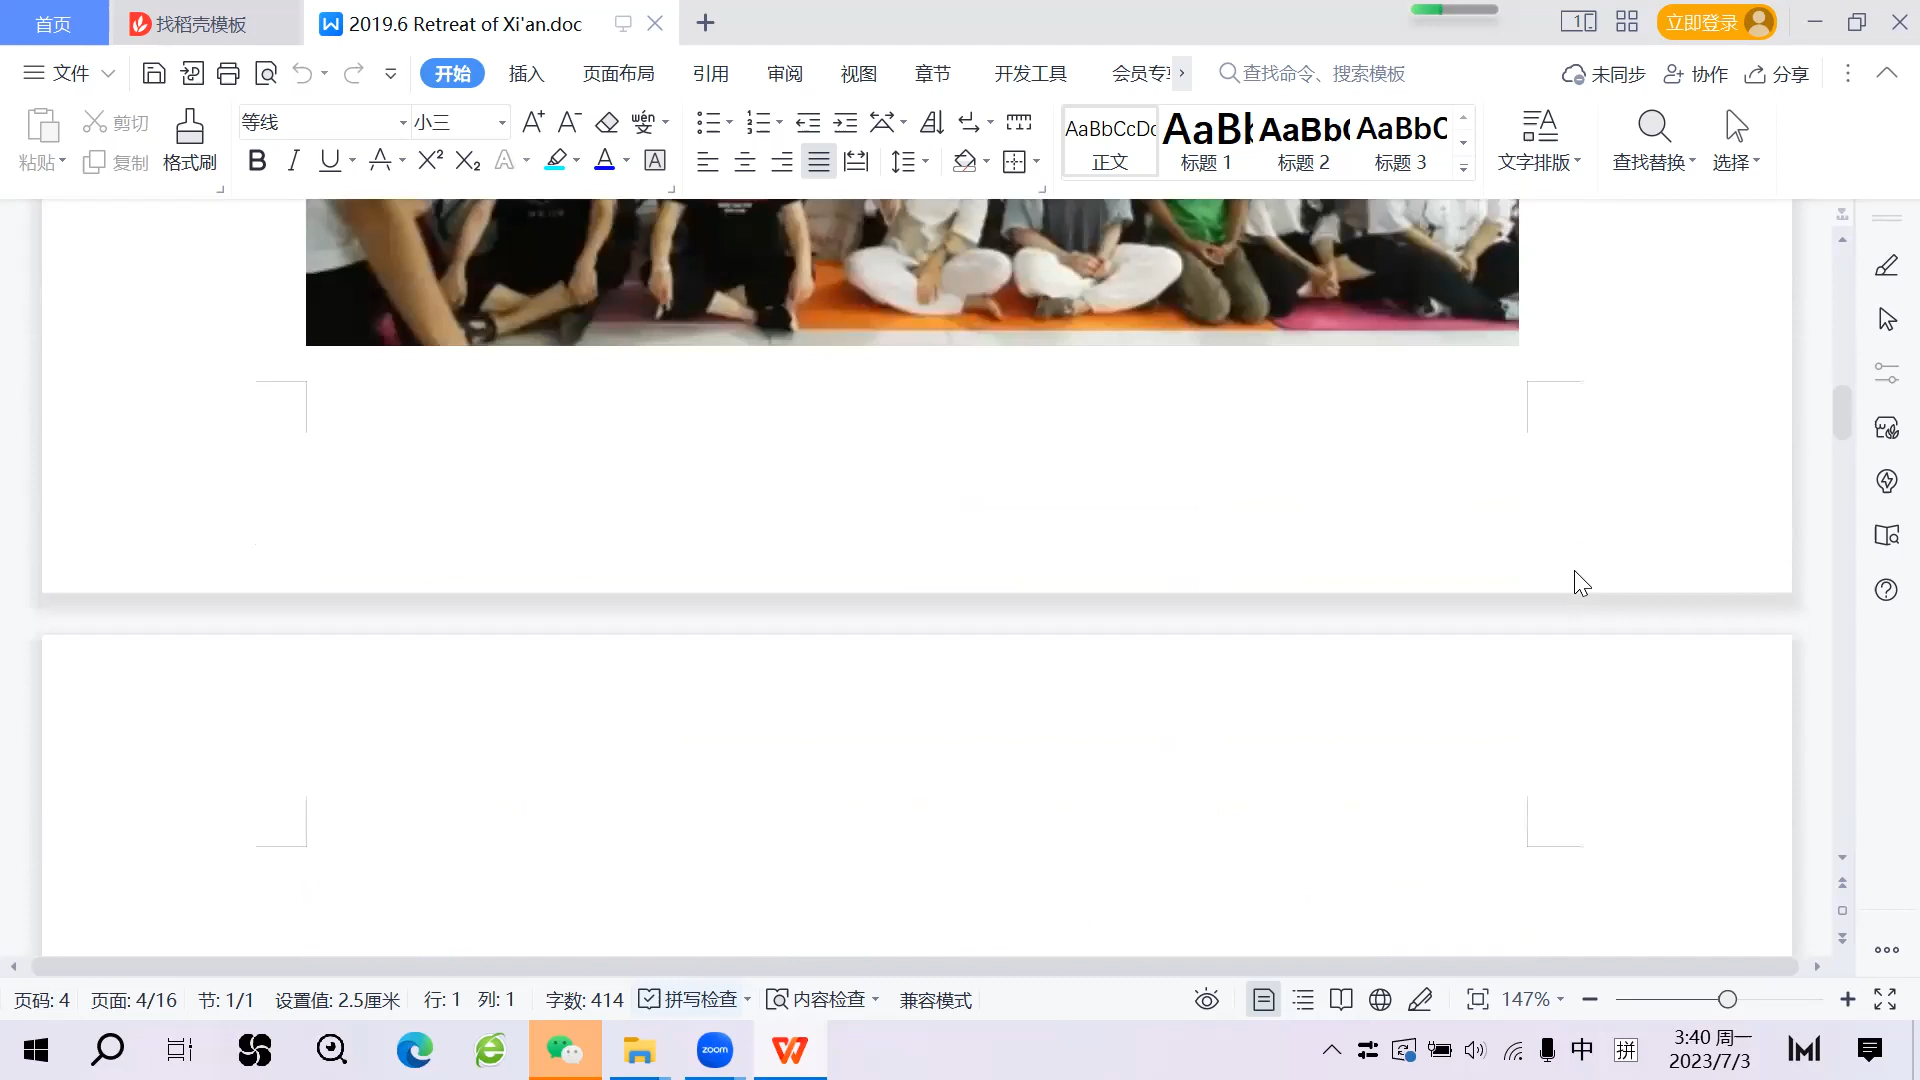 首页
找稻壳模板
2019.6 Retreat of Xi'an.doc
1
立即登录
文件
开始
插入
页面布局
引用
审阅
视图
章节
开发工具
会员专
查找命令、搜索模板
未同步
协作
分享
粘贴
剪切
复制
格式刷
等线
小三
A+ A-
wén
B I U A X² X₂ A A A
AaBbCcDd
正文
AaBb
标题 1
AaBb(
标题 2
AaBbC
标题 3
文字排版
查找替换
选择
页码: 4
页面: 4/16
节: 1/1
设置值: 2.5厘米
行: 1
列: 1
字数: 414
拼写检查
内容检查
兼容模式
147%
zoom
中
拼
3:40 周一
2023/7/3